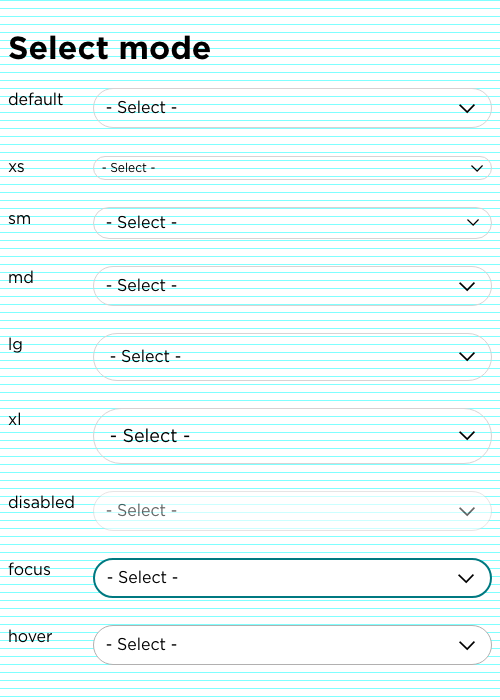 Select mode
default
- Select -
xs
- Select -
sm
- Select -
md
- Select -
lg
- Select -
xl
- Select -
disabled
- Select -
focus
- Select -
hover
- Select -